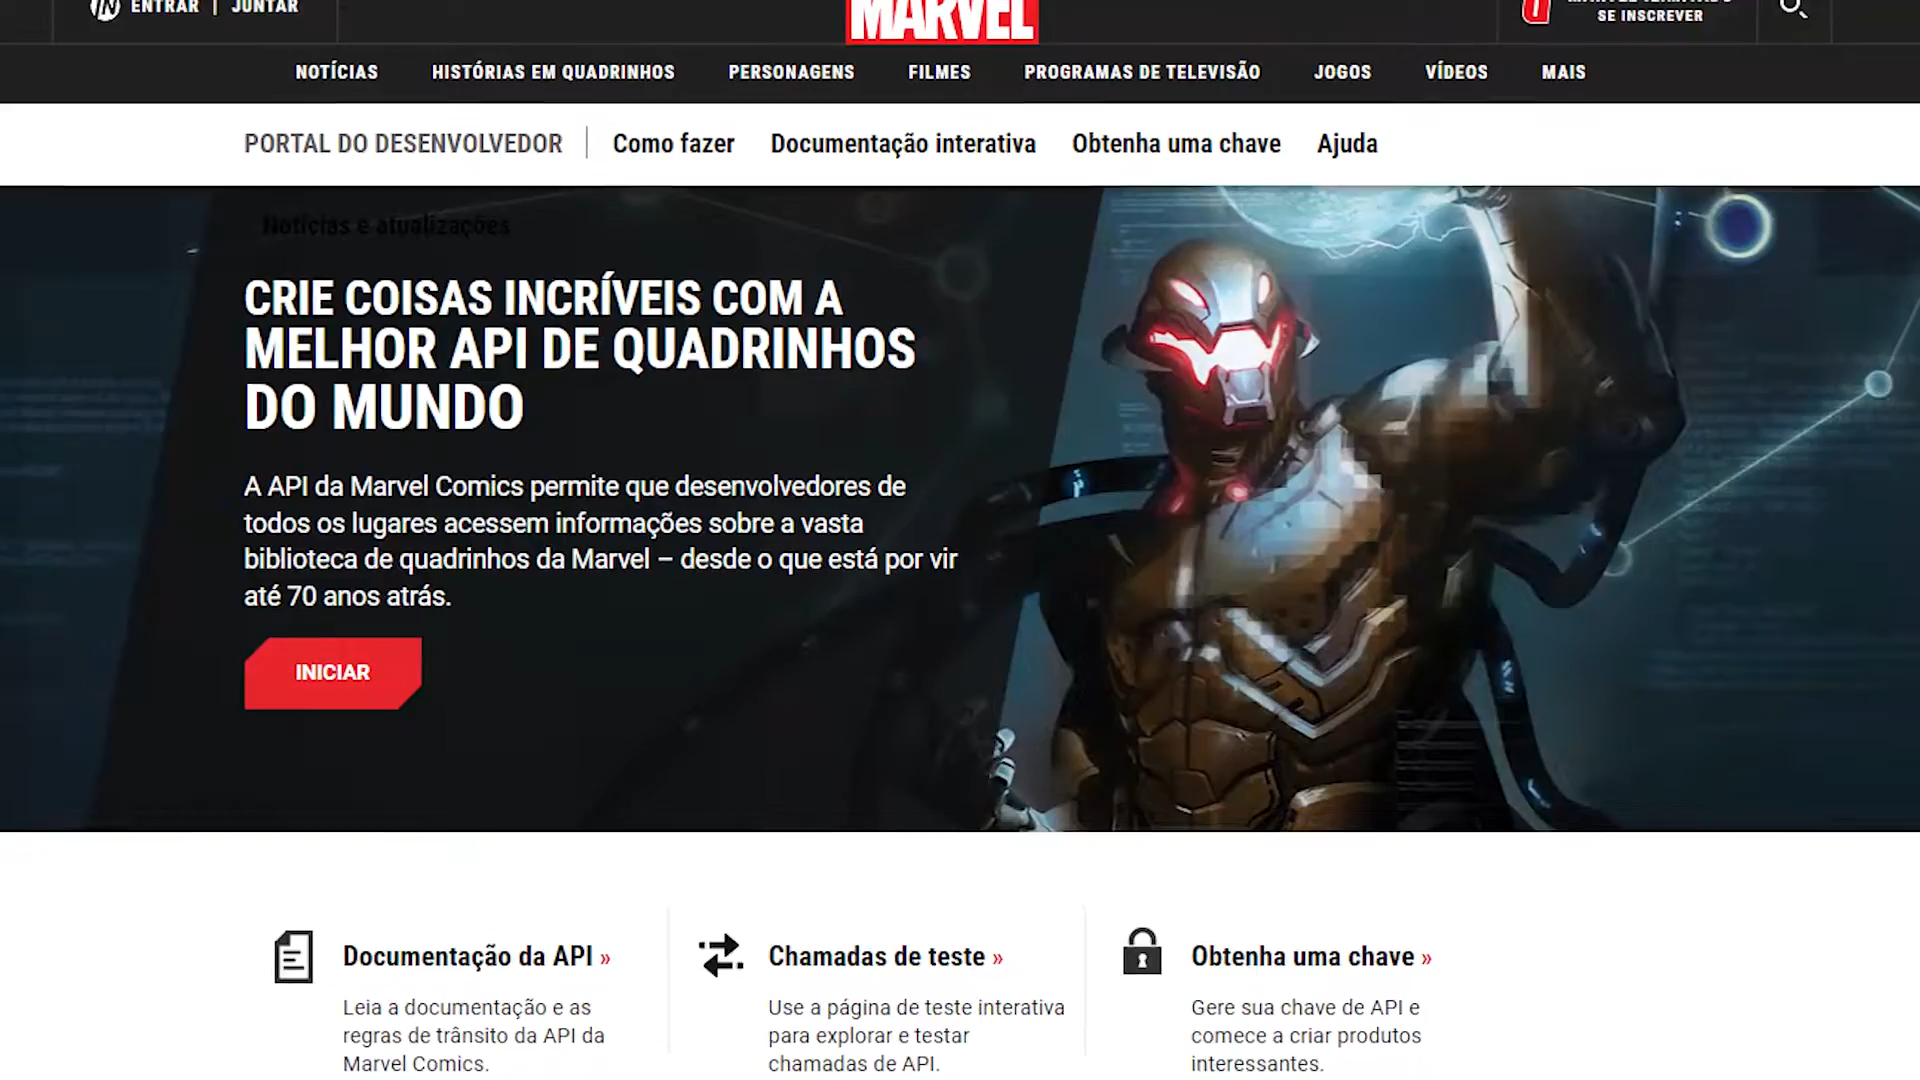 ENTRAR | JUNTAR
MARVEL
SE INSCREVER
NOTÍCIAS HISTÓRIAS EM QUADRINHOS PERSONAGENS FILMES PROGRAMAS DE TELEVISÃO JOGOS VÍDEOS MAIS
PORTAL DO DESENVOLVEDOR | Como fazer Documentação interativa Obtenha uma chave Ajuda
Notícias e atualizações
CRIE COISAS INCRÍVEIS COM A
MELHOR API DE QUADRINHOS
DO MUNDO
A API da Marvel Comics permite que desenvolvedores de
todos os lugares acessem informações sobre a vasta
biblioteca de quadrinhos da Marvel – desde o que está por vir
até 70 anos atrás.
INICIAR
Documentação da API »
Leia a documentação e as
regras de trânsito da API da
Marvel Comics.
Chamadas de teste »
Use a página de teste interativa
para explorar e testar
chamadas de API.
Obtenha uma chave »
Gere sua chave de API e
comece a criar produtos
interessantes.